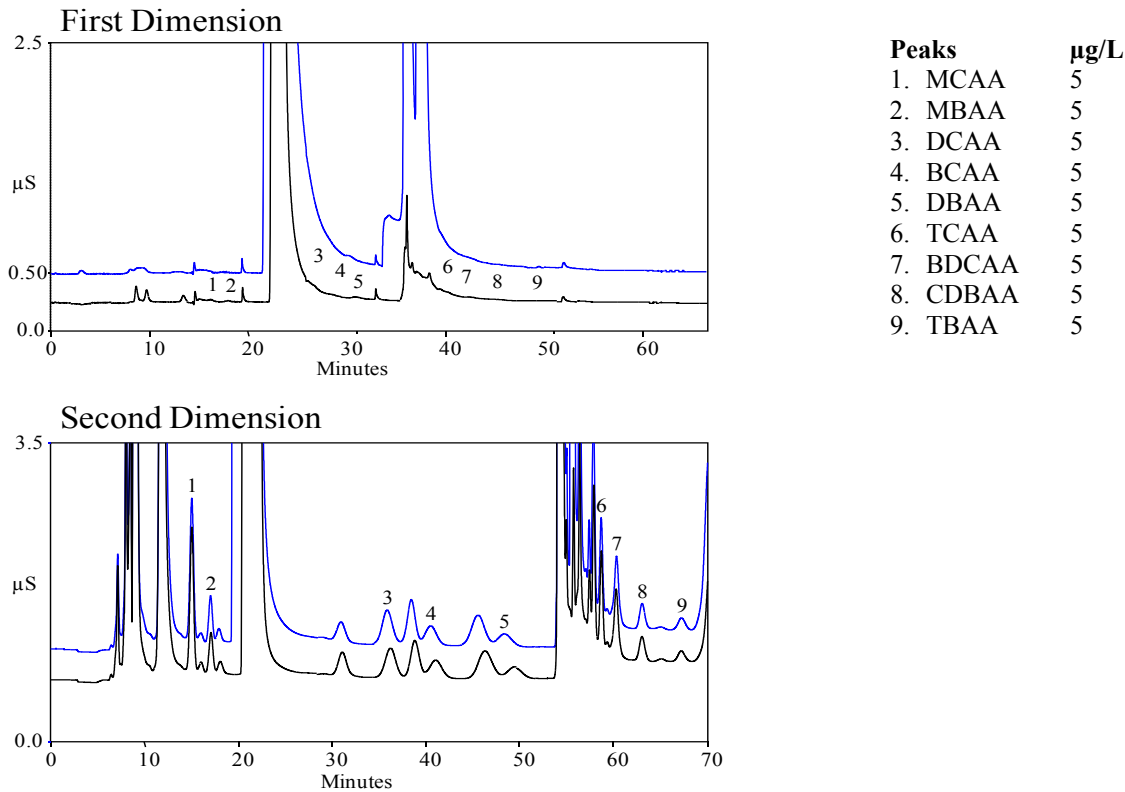 First Dimension
2.5
µS
0.50
0.0
1 2 3 4 5 6 7 8 9
0 10 20 30 40 50 60
Minutes
Peaks µg/L
1. MCAA 5
2. MBAA 5
3. DCAA 5
4. BCAA 5
5. DBAA 5
6. TCAA 5
7. BDCAA 5
8. CDBAA 5
9. TBAA 5
Second Dimension
3.5
µS
0.0
1 2 3 4 5 6 7 8 9
0 10 20 30 40 50 60 70
Minutes